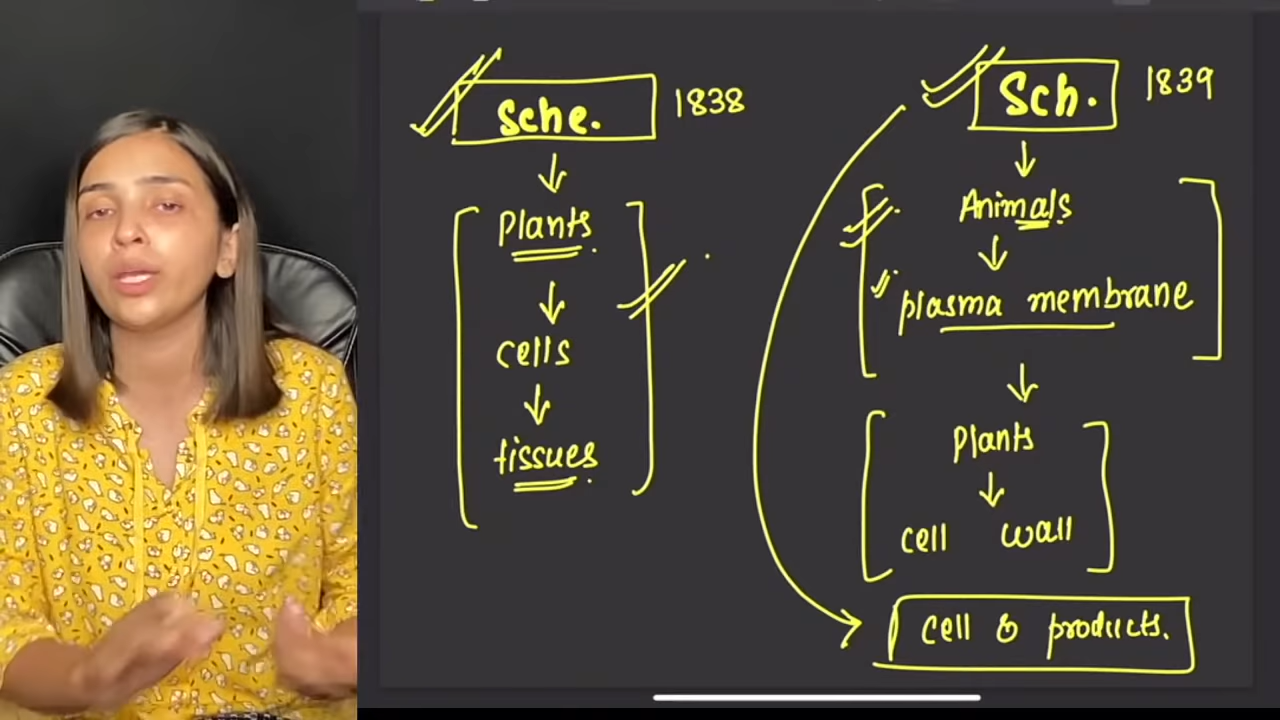 Sche. 1838
Plants
cells
tissues
Sch. 1839
Animals
plasma membrane
Plants
cell wall
cell & products.